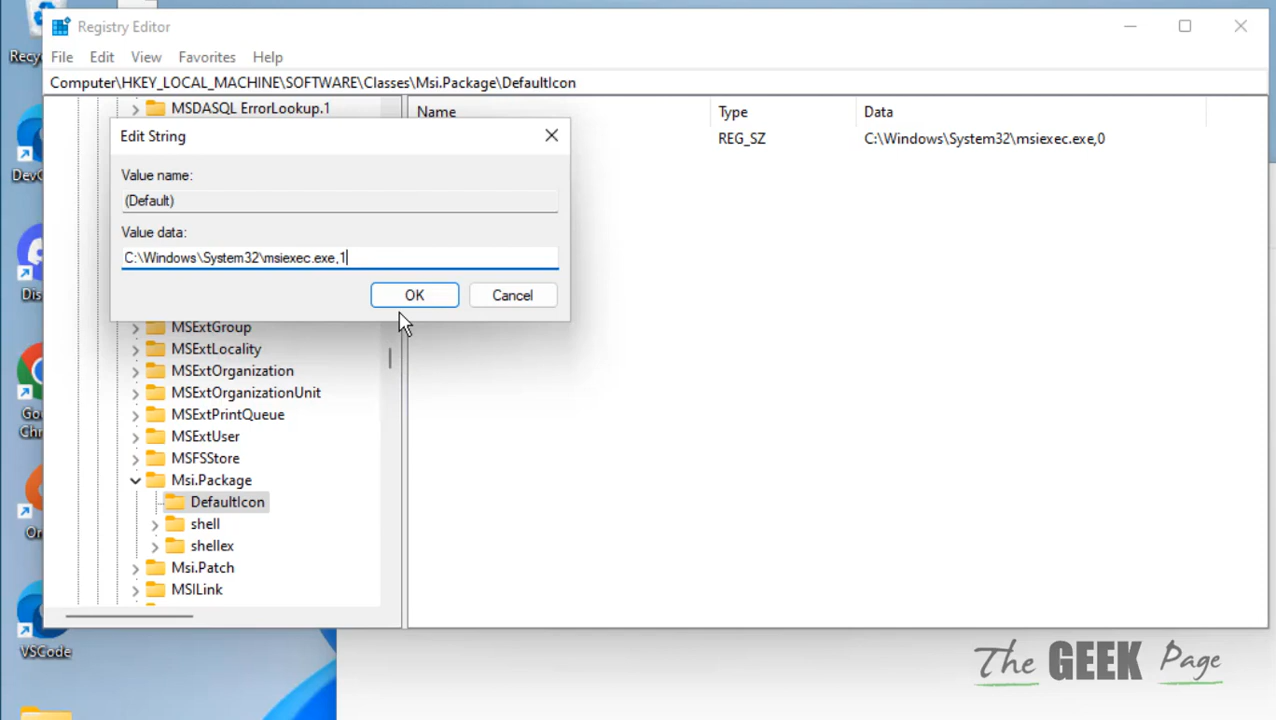 Registry Editor
File Edit View Favorites Help
Computer\HKEY_LOCAL_MACHINE\SOFTWARE\Classes\Msi.Package\DefaultIcon
MSDASQL ErrorLookup.1
Name Type Data
REG_SZ C:\Windows\System32\msiexec.exe,0
Edit String
Value name:
(Default)
Value data:
C:\Windows\System32\msiexec.exe,1
OK Cancel
MSExtGroup
MSExtLocality
MSExtOrganization
MSExtOrganizationUnit
MSExtPrintQueue
MSExtUser
MSFSStore
Msi.Package
DefaultIcon
shell
shellex
Msi.Patch
MSILink
VSCode
The GEEK Page